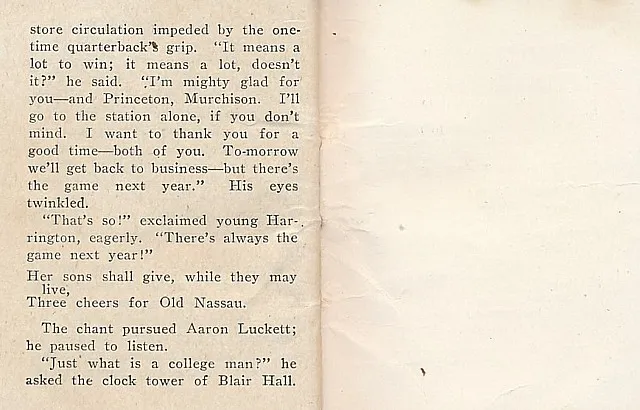 store circulation impeded by the one-
time quarterback's grip. "It means a
lot to win; it means a lot, doesn't
it?" he said. "I'm mighty glad for
you—and Princeton, Murchison. I'll
go to the station alone, if you don't
mind. I want to thank you for a
good time—both of you. To-morrow
we'll get back to business—but there's
the game next year." His eyes
twinkled.
"That's so!" exclaimed young Har-
rington, eagerly. "There's always the
game next year!"
Her sons shall give, while they may
live,
Three cheers for Old Nassau.
The chant pursued Aaron Luckett;
he paused to listen.
"Just what is a college man?" he
asked the clock tower of Blair Hall.